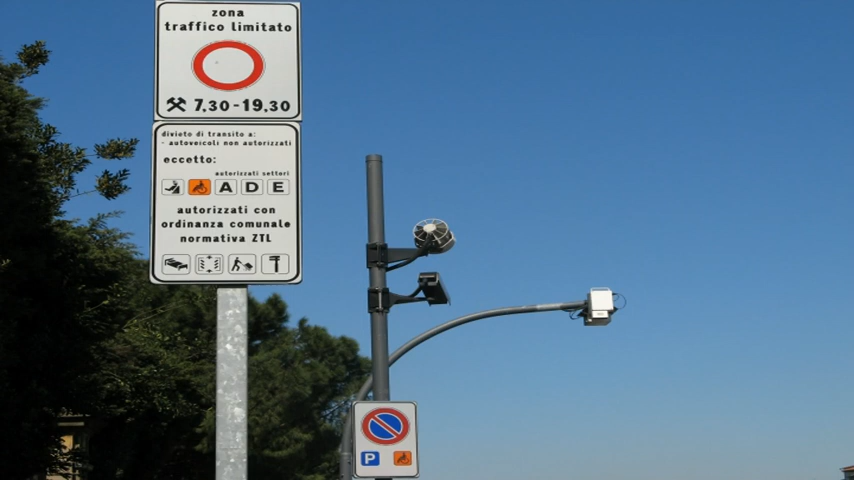 zona
traffico limitato
7.30-19.30
divieto di transito a:
- autoveicoli non autorizzati
eccetto:
autorizzati settori
A D E
autorizzati con
ordinanza comunale
normativa ZTL
P